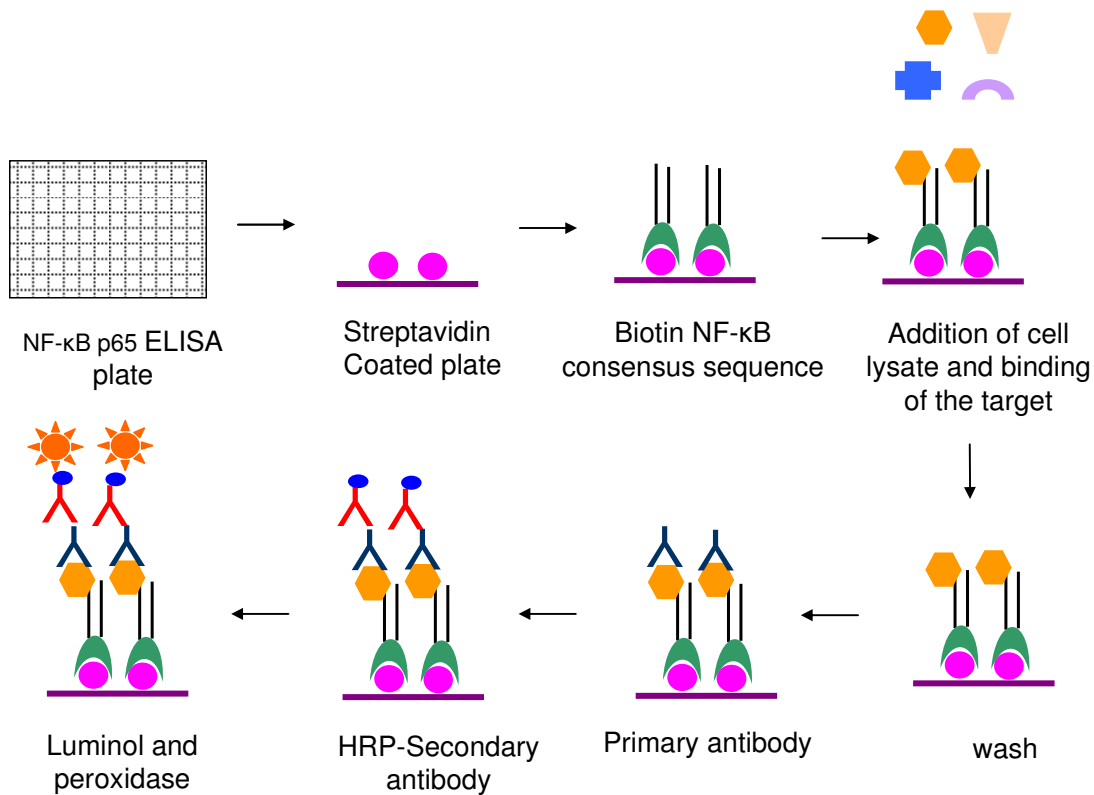 NF-κB p65 ELISA
plate
Streptavidin
Coated plate
Biotin NF-κB
consensus sequence
Addition of cell
lysate and binding
of the target
wash
Primary antibody
HRP-Secondary
antibody
Luminol and
peroxidase